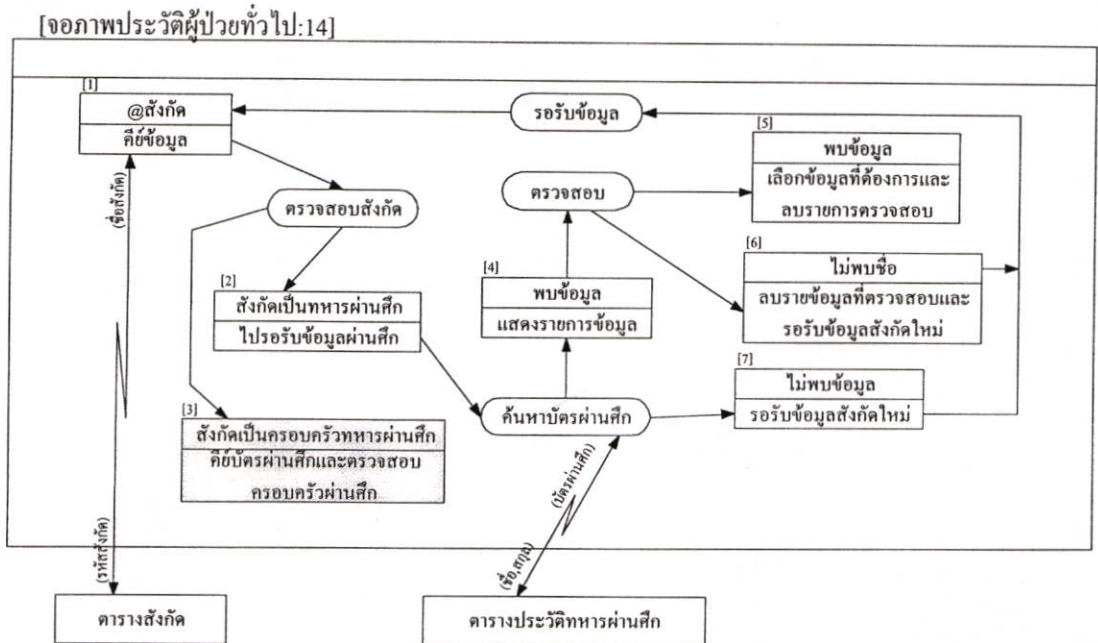 [จอภาพประวัติผู้ป่วยทั่วไป:14]
[1]
@สังกัด
คีย์ข้อมูล
รอรับข้อมูล
[5]
พบข้อมูล
เลือกข้อมูลที่ต้องการและ
ลบรายการตรวจสอบ
(ชื่อสังกัด)
ตรวจสอบสังกัด
ตรวจสอบ
[2]
สังกัดเป็นทหารผ่านศึก
ไปรอรับข้อมูลผ่านศึก
[4]
พบข้อมูล
แสดงรายการข้อมูล
[6]
ไม่พบชื่อ
ลบรายข้อมูลที่ตรวจสอบและ
รอรับข้อมูลสังกัดใหม่
[3]
สังกัดเป็นครอบครัวทหารผ่านศึก
คีย์บัตรผ่านศึกและตรวจสอบ
ครอบครัวผ่านศึก
ค้นหาบัตรผ่านศึก
[7]
ไม่พบข้อมูล
รอรับข้อมูลสังกัดใหม่
(บัตรผ่านศึก)
(รหัสสังกัด)
(ชื่อ,สกุล)
ตารางสังกัด
ตารางประวัติทหารผ่านศึก